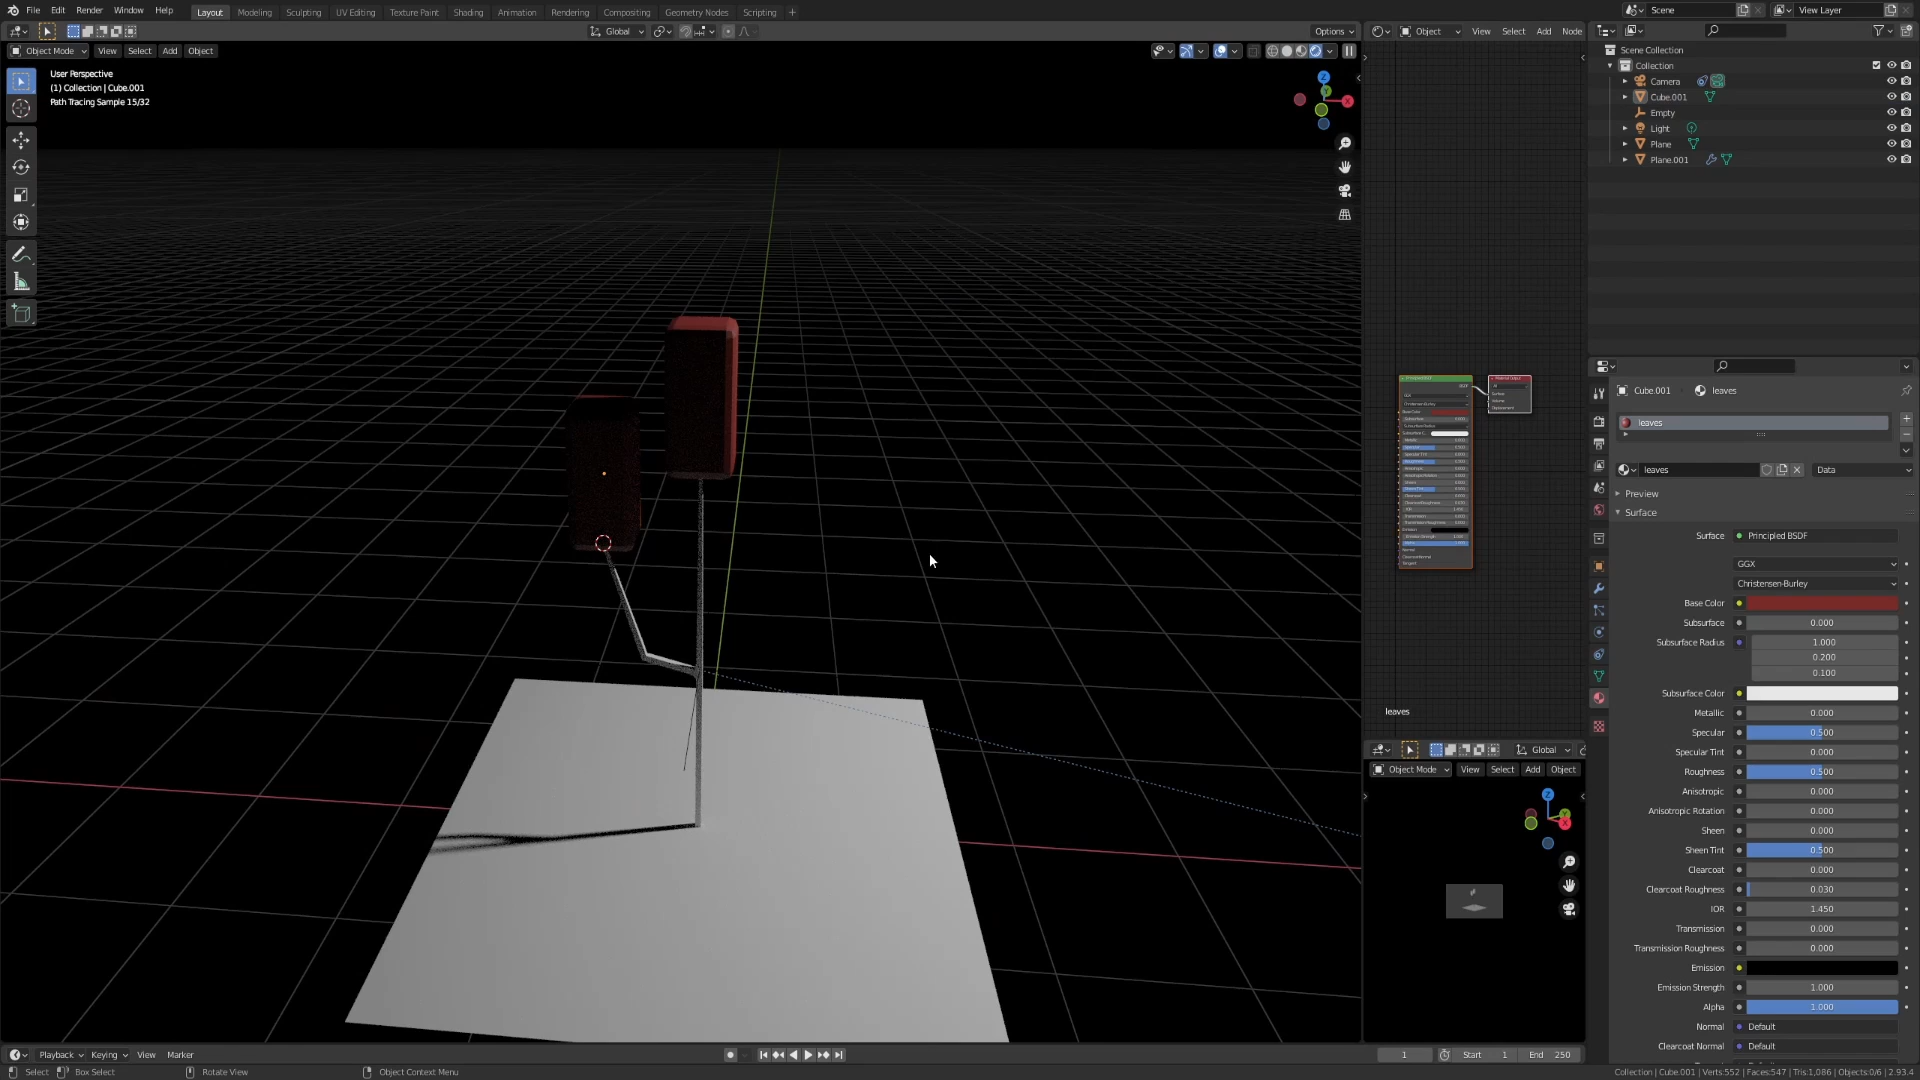 File Edit Render Window Help Layout Modeling Sculpting UV Editing Texture Paint Shading Animation Rendering Compositing Geometry Nodes Scripting + Scene View Layer
Global Options Object View Select Add Node
Object Mode View Select Add Object
User Perspective
(1) Collection | Cube.001
Path Tracing Sample 15/32
Z
Y
X
Scene Collection
Collection
Camera
Cube.001
Empty
Light
Plane
Plane.001
Cube.001 leaves
leaves
leaves Data
Preview
Surface
Surface Principled BSDF
GGX
Christensen-Burley
Base Color
Subsurface 0.000
Subsurface Radius 1.000
0.200
0.100
Subsurface Color
Metallic 0.000
Specular 0.500
Specular Tint 0.000
Roughness 0.500
Anisotropic 0.000
Anisotropic Rotation 0.000
Sheen 0.000
Sheen Tint 0.500
Clearcoat 0.000
Clearcoat Roughness 0.030
IOR 1.450
Transmission 0.000
Transmission Roughness 0.000
Emission
Emission Strength 1.000
Alpha 1.000
Normal Default
Clearcoat Normal Default
leaves
Global
Object Mode View Select Add Object
Z
X
Playback Keying View Marker 1 Start 1 End 250
Select Box Select Rotate View Object Context Menu Collection | Cube.001 | Verts:552 | Faces:547 | Tris:1,086 | Objects:0/6 | 2.93.4